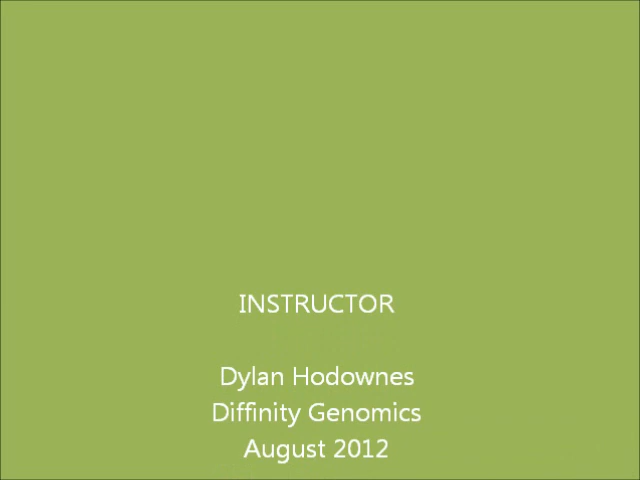 INSTRUCTOR
Dylan Hodownes
Diffinity Genomics
August 2012